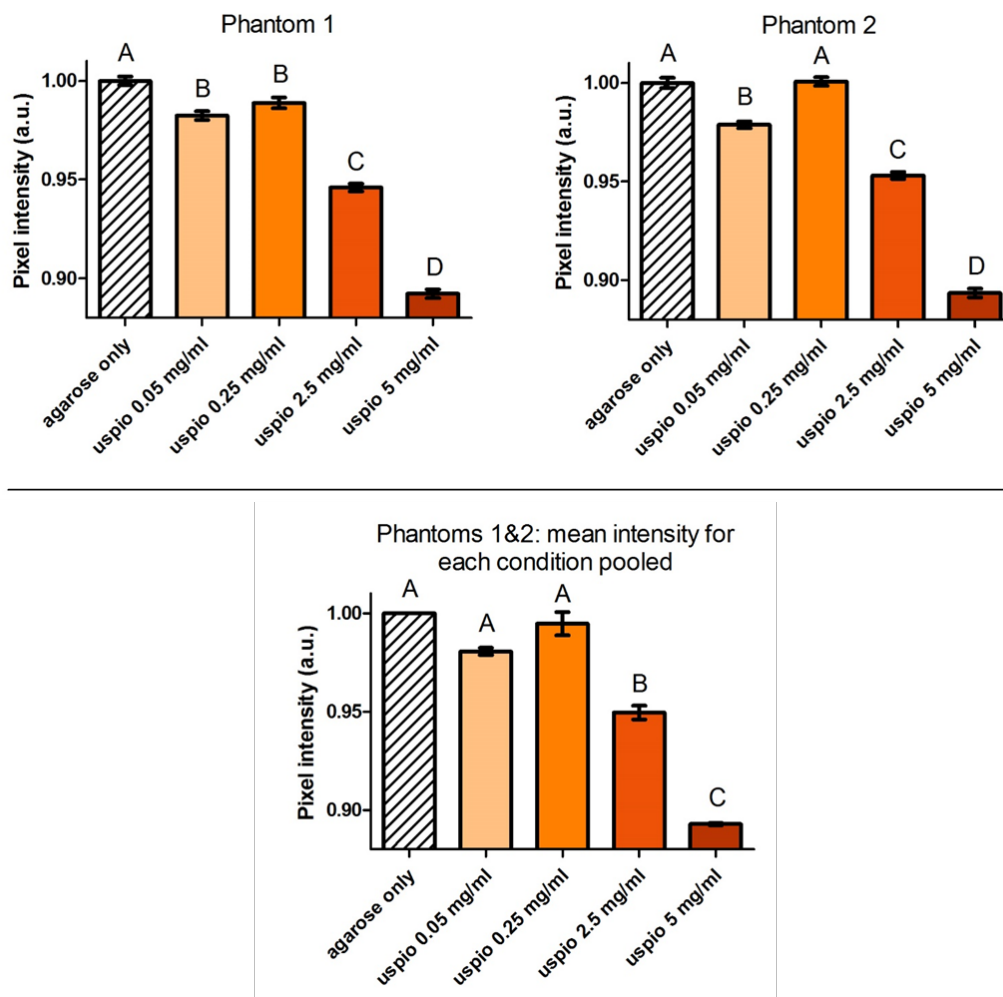 Phantom 1
A
B
B
C
D
Pixel intensity (a.u.)
1.00
0.95
0.90
agarose only
uspio 0.05 mg/ml
uspio 0.25 mg/ml
uspio 2.5 mg/ml
uspio 5 mg/ml
Phantom 2
A
B
A
C
D
Pixel intensity (a.u.)
1.00
0.95
0.90
agarose only
uspio 0.05 mg/ml
uspio 0.25 mg/ml
uspio 2.5 mg/ml
uspio 5 mg/ml
Phantoms 1&2: mean intensity for
each condition pooled
A
A
A
B
C
Pixel intensity (a.u.)
1.00
0.95
0.90
agarose only
uspio 0.05 mg/ml
uspio 0.25 mg/ml
uspio 2.5 mg/ml
uspio 5 mg/ml